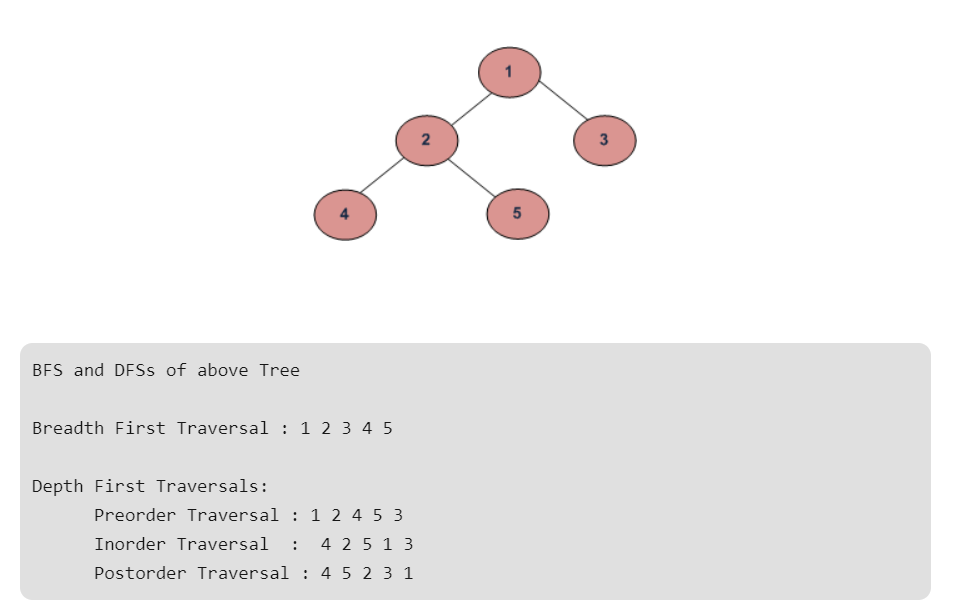 1
2
3
4
5
BFS and DFSs of above Tree
Breadth First Traversal : 1 2 3 4 5
Depth First Traversals:
Preorder Traversal : 1 2 4 5 3
Inorder Traversal  :  4 2 5 1 3
Postorder Traversal : 4 5 2 3 1